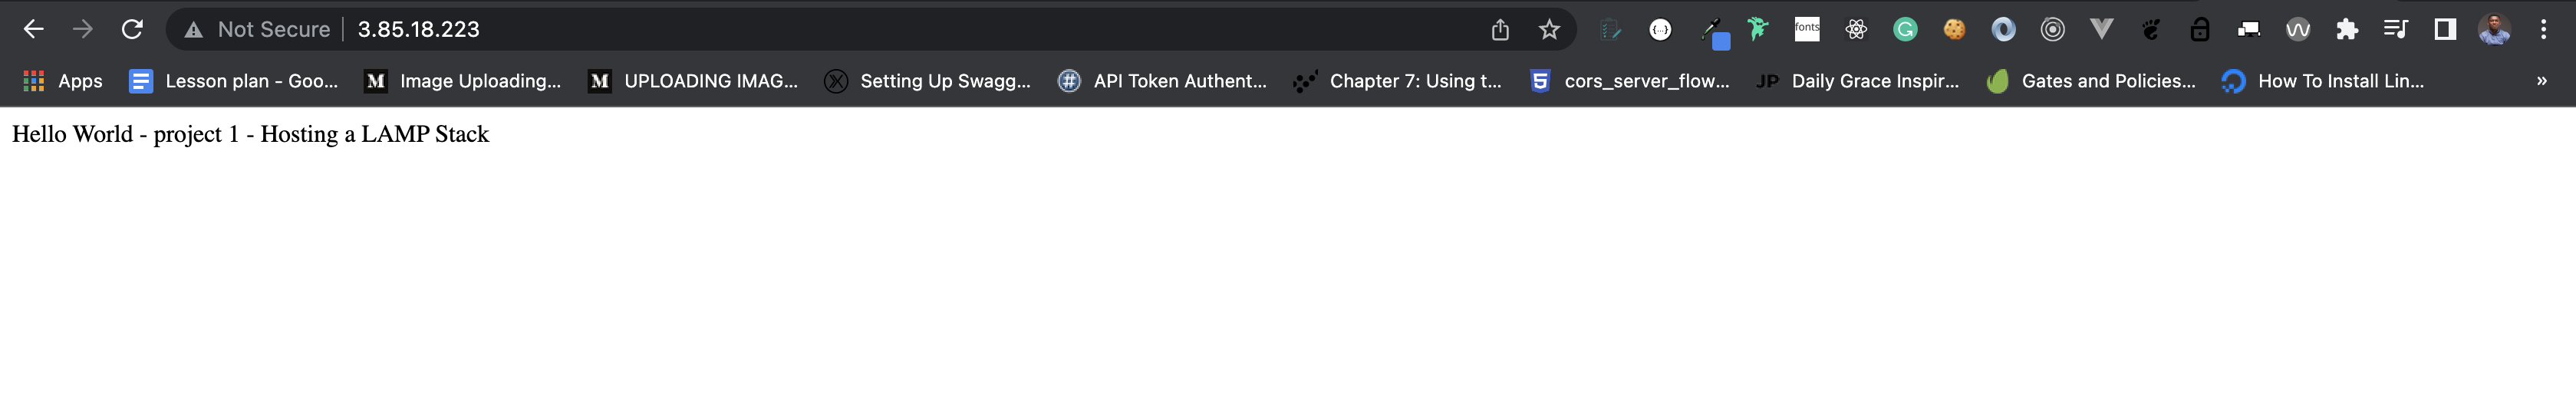 Not Secure 3.85.18.223
fonts
Apps Lesson plan - Goo... Image Uploading... UPLOADING IMAG... Setting Up Swagg... API Token Authent... Chapter 7: Using t... cors_server_flow... JP Daily Grace Inspir... Gates and Policies... How To Install Lin... »
Hello World - project 1 - Hosting a LAMP Stack